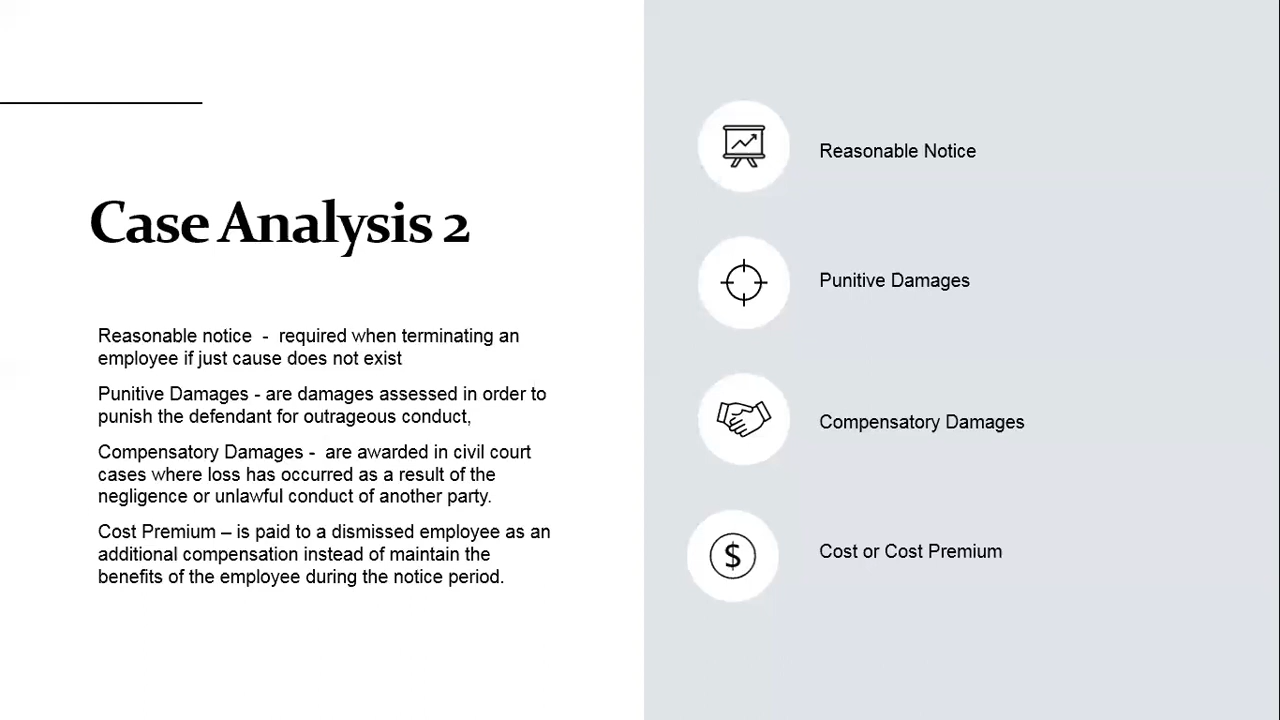 Case Analysis 2
Reasonable notice - required when terminating an
employee if just cause does not exist
Punitive Damages - are damages assessed in order to
punish the defendant for outrageous conduct,
Compensatory Damages - are awarded in civil court
cases where loss has occurred as a result of the
negligence or unlawful conduct of another party.
Cost Premium – is paid to a dismissed employee as an
additional compensation instead of maintain the
benefits of the employee during the notice period.
Reasonable Notice
Punitive Damages
Compensatory Damages
$
Cost or Cost Premium